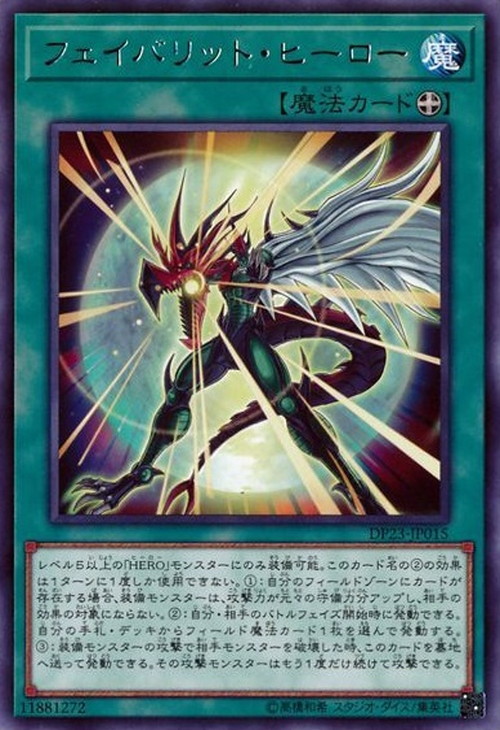 フェイバリット・ヒーロー 魔
【魔法カード】
DP23-JP015
レベル5以上の「HERO」モンスターにのみ装備可能。このカード名の②の効果
は1ターンに1度しか使用できない。①:自分のフィールドゾーンにカードが
存在する場合、装備モンスターは、攻撃力が元々の守備力分アップし、相手の
効果の対象にならない。②:自分・相手のバトルフェイズ開始時に発動できる。
自分の手札・デッキからフィールド魔法カード1枚を選んで発動する。
③:装備モンスターの攻撃で相手モンスターを破壊した時、このカードを墓地
へ送って発動できる。その攻撃モンスターはもう1度だけ続けて攻撃できる。
11881272 ©高橋和希 スタジオ・ダイス/集英社